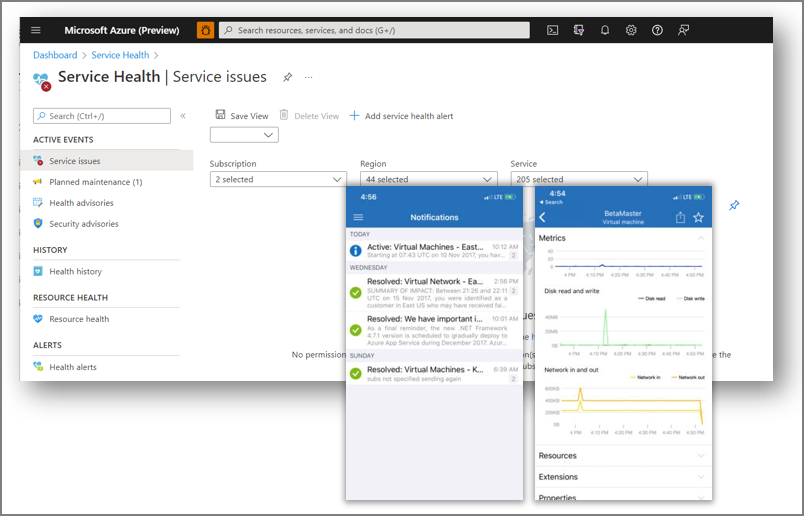 Microsoft Azure (Preview)
Search resources, services, and docs (G+/)
Dashboard > Service Health >
Service Health | Service issues
Search (Ctrl+/)
Save View
Delete View
Add service health alert
ACTIVE EVENTS
Service issues
Planned maintenance (1)
Health advisories
Security advisories
HISTORY
Health history
RESOURCE HEALTH
Resource health
ALERTS
Health alerts
Subscription
Region
Service
2 selected
44 selected
205 selected
No permission
the
4:56
LTE
Notifications
TODAY
Active: Virtual Machines - East... 10:12 AM
Starting at 07:43 UTC on 10 Nov 2017, you hav... 2
WEDNESDAY
Resolved: Virtual Network - Ea... 2:56 PM
SUMMARY OF IMPACT: Between 21:26 and 22:11 2
UTC on 15 Nov 2017, you were identified as a
customer in East US who may have received fai...
Resolved: We have important i... 10:01 AM
As a final reminder, the new .NET Framework
4.7.1 version is scheduled to gradually deploy to
Azure App Service during December 2017. Azur...
SUNDAY
Resolved: Virtual Machines - K... 6:39 AM
subs not specified sending again 2
4:54
LTE
Search
BetaMaster
Virtual machine
Metrics
40
20
0
4 PM 4:10 PM 4:20 PM 4:30 PM 4:40 PM 4:50 PM
Disk read and write
Disk read Disk write
40MB
20MB
0B
4 PM 4:10 PM 4:20 PM 4:30 PM 4:40 PM 4:50 PM
Network in and out
Network in Network out
600KB
400KB
200KB
0B
4 PM 4:10 PM 4:20 PM 4:30 PM 4:40 PM 4:50 PM
Resources
Extensions
Properties